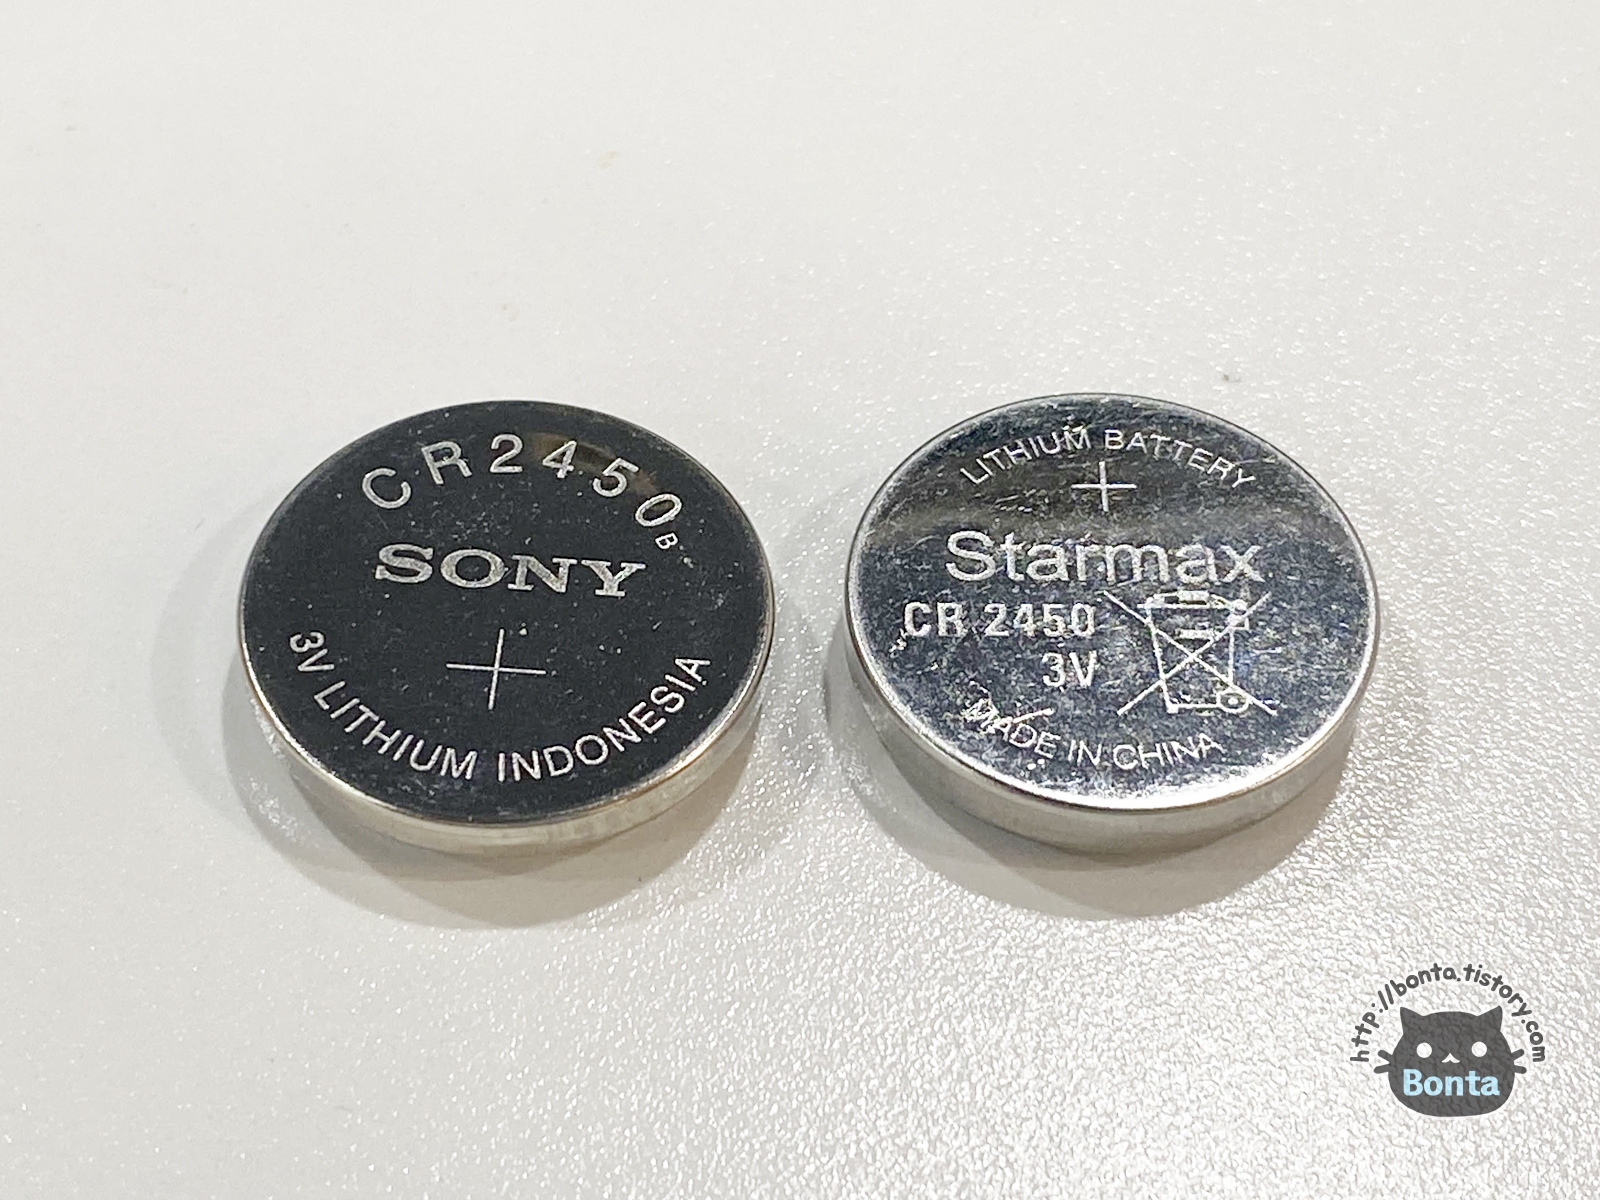 CR2450B
SONY
+
3V LITHIUM INDONESIA
LITHIUM BATTERY
+
Starmax
CR 2450
3V
MADE IN CHINA
http://bonta.tistory.com
Bonta